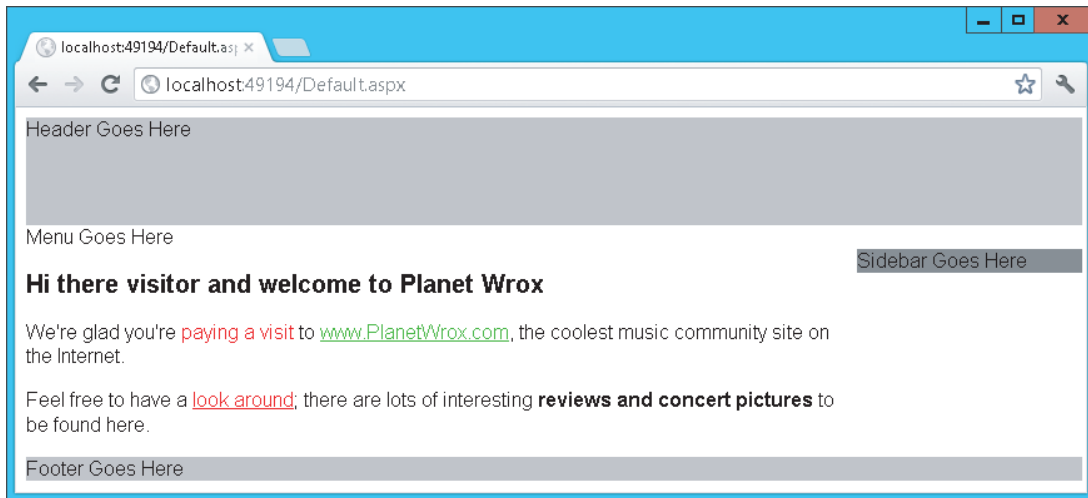 localhost:49194/Default.asp
localhost:49194/Default.aspx
Header Goes Here
Menu Goes Here
Sidebar Goes Here
Hi there visitor and welcome to Planet Wrox
We're glad you're paying a visit to www.PlanetWrox.com, the coolest music community site on
the Internet.
Feel free to have a look around; there are lots of interesting reviews and concert pictures to
be found here.
Footer Goes Here